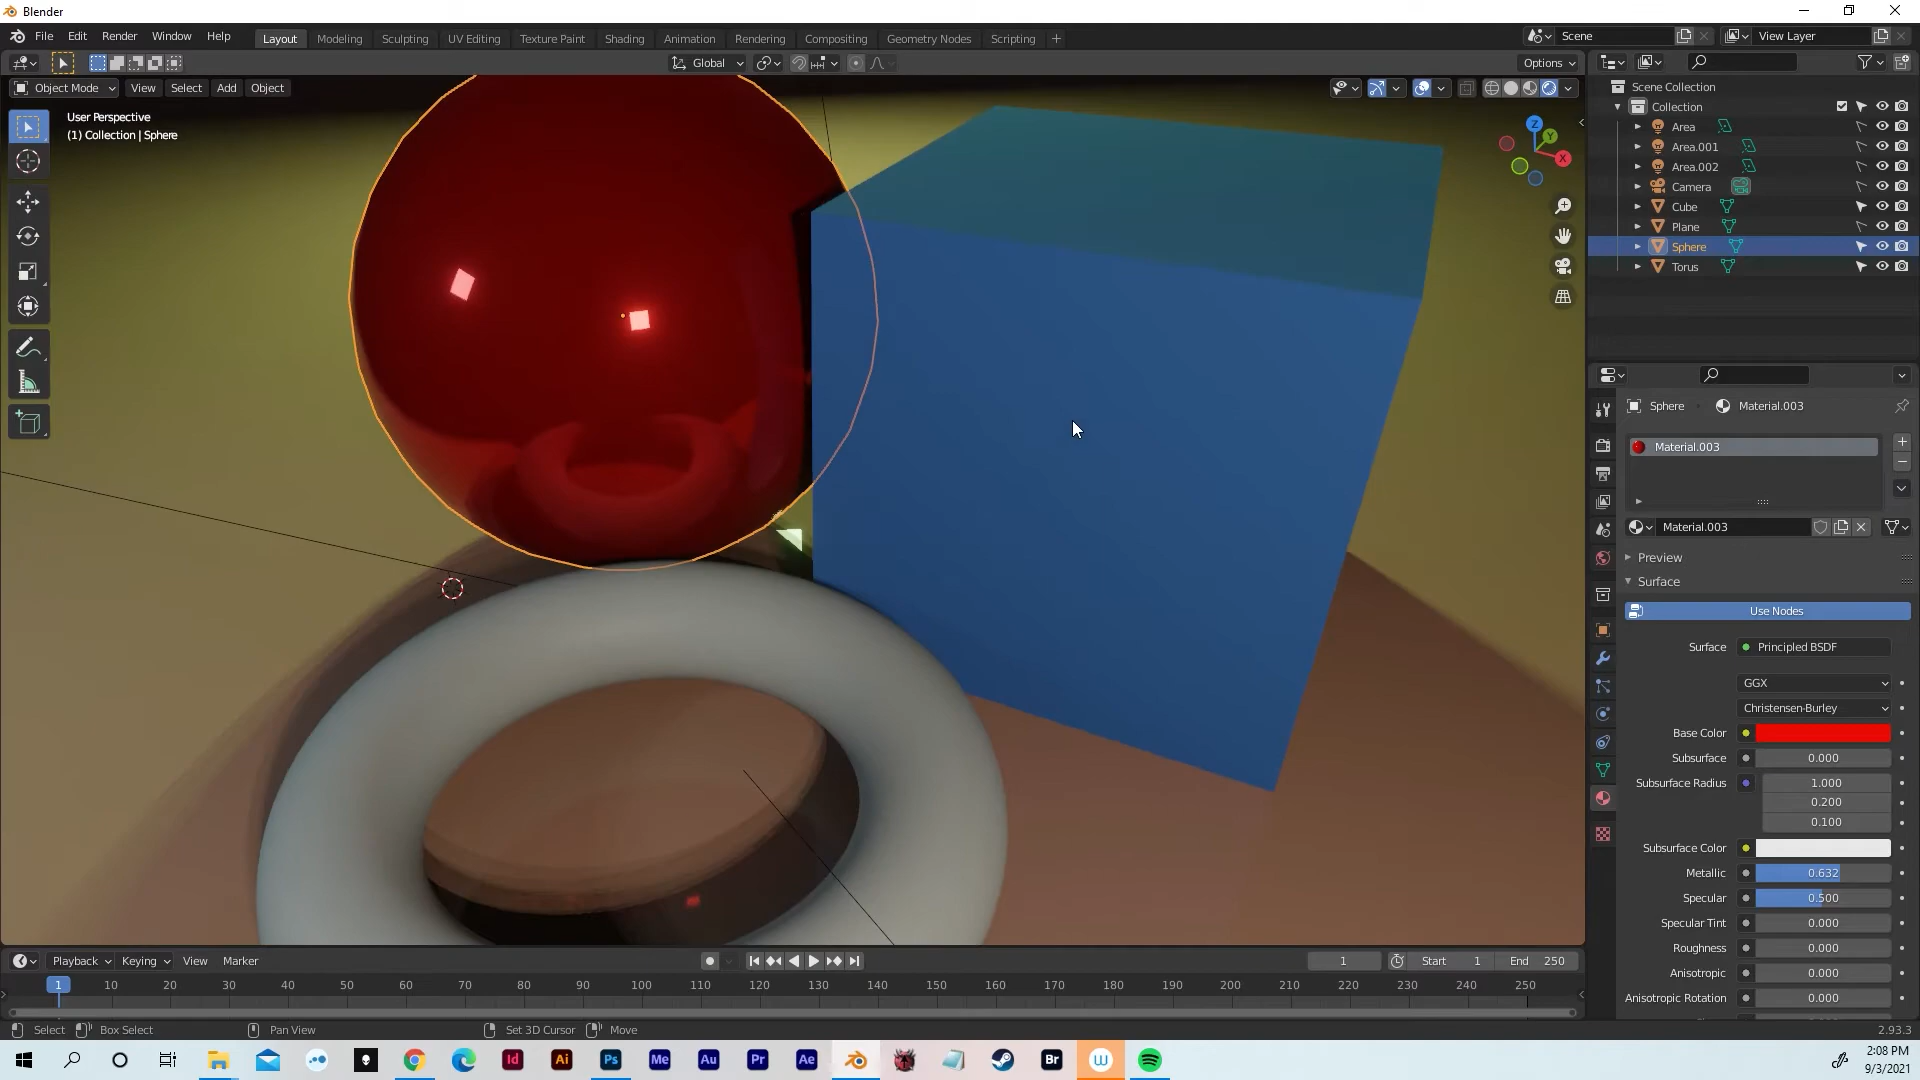 Blender
File Edit Render Window Help
Layout Modeling Sculpting UV Editing Texture Paint Shading Animation Rendering Compositing Geometry Nodes Scripting +
Scene
View Layer
Global
Options
Object Mode View Select Add Object
User Perspective
(1) Collection | Sphere
Z
Y
X
Scene Collection
Collection
Area
Area.001
Area.002
Camera
Cube
Plane
Sphere
Torus
Sphere Material.003
Material.003
Material.003
Preview
Surface
Use Nodes
Surface Principled BSDF
GGX
Christensen-Burley
Base Color
Subsurface 0.000
Subsurface Radius 1.000
0.200
0.100
Subsurface Color
Metallic 0.632
Specular 0.500
Specular Tint 0.000
Roughness 0.000
Anisotropic 0.000
Anisotropic Rotation 0.000
Playback Keying View Marker
1 Start 1 End 250
1 10 20 30 40 50 60 70 80 90 100 110 120 130 140 150 160 170 180 190 200 210 220 230 240 250
Select Box Select Pan View Set 3D Cursor Move 2.93.3
Id Ai Ps Me Au Pr Ae Br W
2:08 PM
9/3/2021